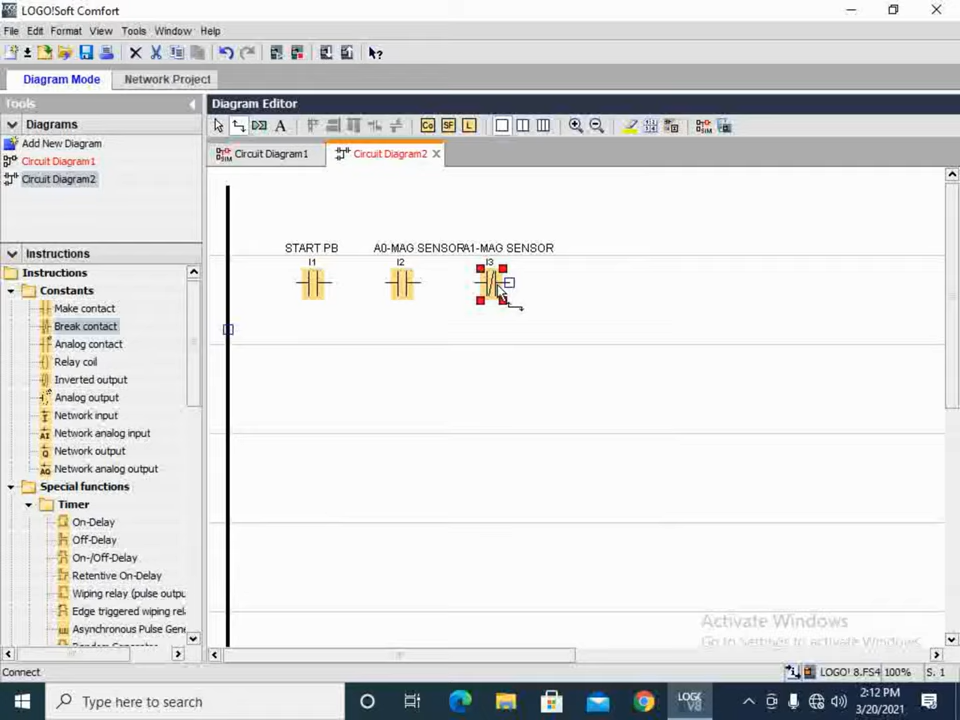 LOGO!Soft Comfort
File Edit Format View Tools Window Help
Diagram Mode Network Project
Tools
Diagram Editor
Diagrams
Co SF L
Add New Diagram
Circuit Diagram1
Circuit Diagram2
Circuit Diagram1
Circuit Diagram2
START PB A0-MAG SENSOR A1-MAG SENSOR
I1 I2 I3
Instructions
Instructions
Constants
Make contact
Break contact
Analog contact
Relay coil
Inverted output
Analog output
Network input
Network analog input
Network output
Network analog output
Special functions
Timer
On-Delay
Off-Delay
On-/Off-Delay
Retentive On-Delay
Wiping relay (pulse outpu
Edge triggered wiping rel
Asynchronous Pulse Gene
Activate Windows
Go to Settings to activate Windows.
Connect
LOGO! 8.FS4 100% S. 1
Type here to search
2:12 PM
3/20/2021